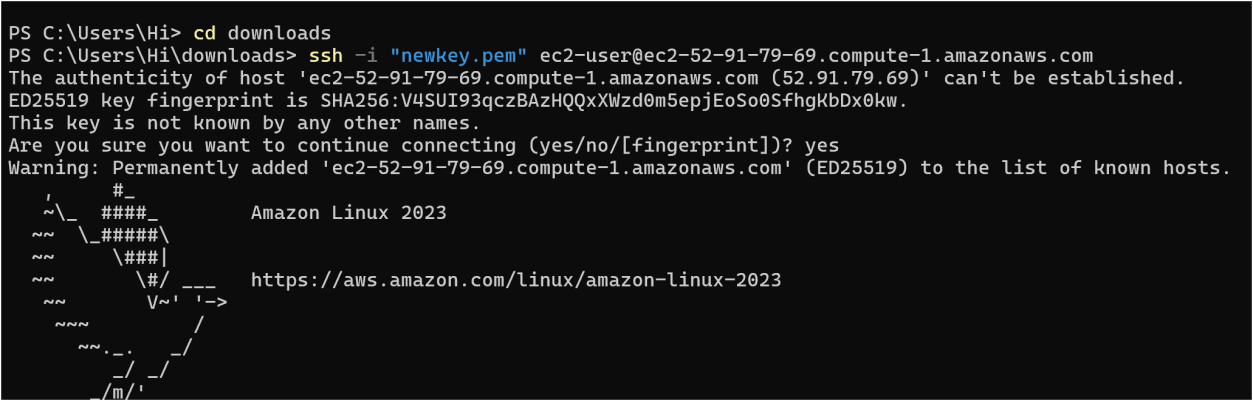 PS C:\Users\Hi> cd downloads
PS C:\Users\Hi\downloads> ssh -i "newkey.pem" ec2-user@ec2-52-91-79-69.compute-1.amazonaws.com
The authenticity of host 'ec2-52-91-79-69.compute-1.amazonaws.com (52.91.79.69)' can't be established.
ED25519 key fingerprint is SHA256:V4SUI93qczBAzHQQxXWzd0m5epjEoSo0SfhgKbDx0kw.
This key is not known by any other names.
Are you sure you want to continue connecting (yes/no/[fingerprint])? yes
Warning: Permanently added 'ec2-52-91-79-69.compute-1.amazonaws.com' (ED25519) to the list of known hosts.
   ,     #_
   ~\_  ####_        Amazon Linux 2023
  ~~  \_#####\
  ~~     \###|
  ~~       \#/ ___   https://aws.amazon.com/linux/amazon-linux-2023
   ~~       V~' '->
    ~~~         /
      ~~._.   _/
         _/ _/
       _/m/'